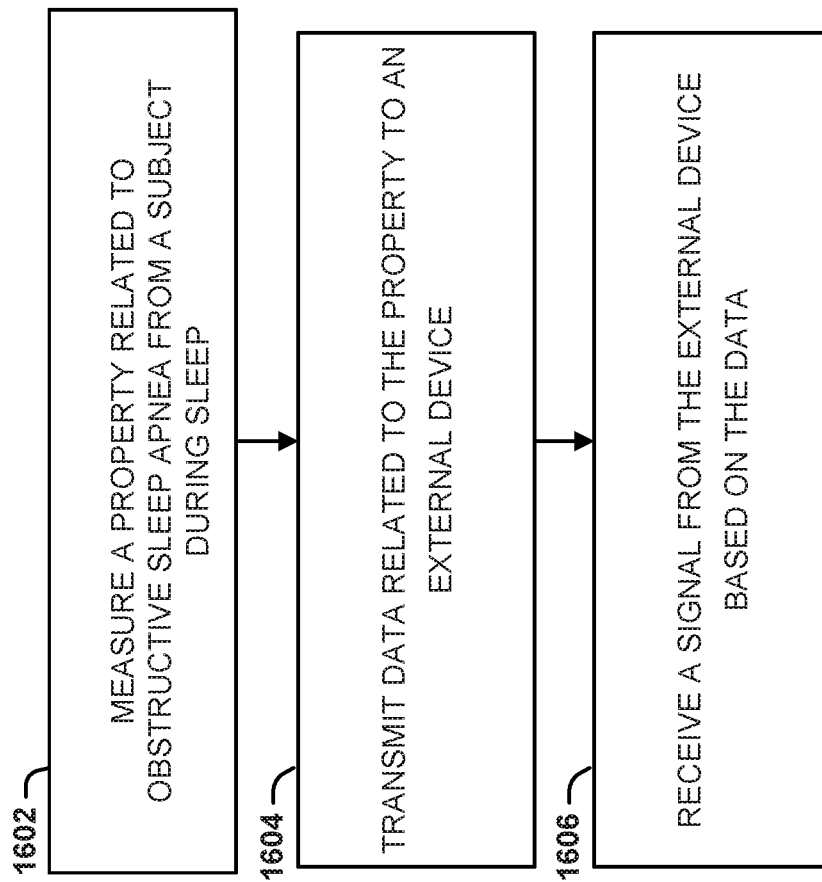 1602
MEASURE A PROPERTY RELATED TO
OBSTRUCTIVE SLEEP APNEA FROM A SUBJECT
DURING SLEEP
1604
TRANSMIT DATA RELATED TO THE PROPERTY TO AN
EXTERNAL DEVICE
1606
RECEIVE A SIGNAL FROM THE EXTERNAL DEVICE
BASED ON THE DATA